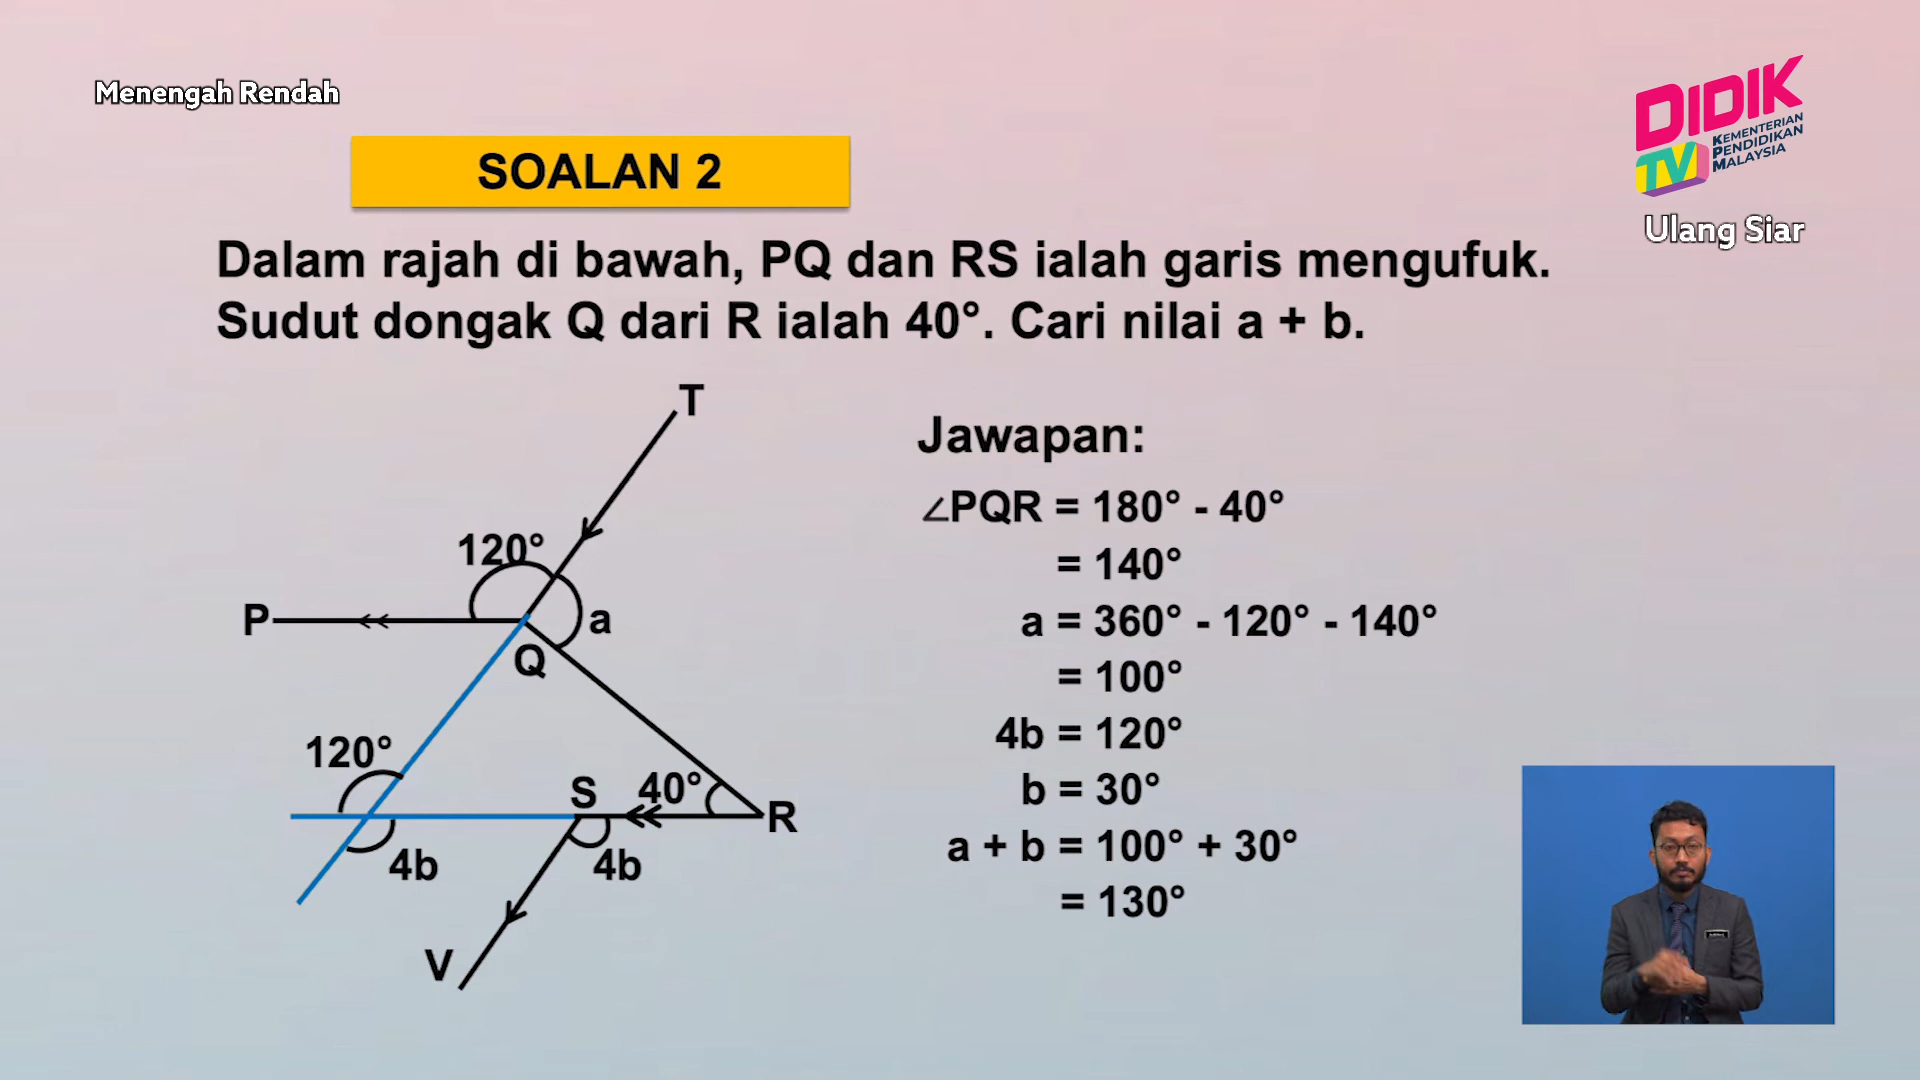 Menengah Rendah
DIDIK
TV
KEMENTERIAN
PENDIDIKAN
MALAYSIA
Ulang Siar
SOALAN 2
Dalam rajah di bawah, PQ dan RS ialah garis mengufuk.
Sudut dongak Q dari R ialah 40°. Cari nilai a + b.
T
120°
P
a
Q
120°
S
40°
R
4b
4b
V
Jawapan:
∠PQR = 180° - 40°
= 140°
a = 360° - 120° - 140°
= 100°
4b = 120°
b = 30°
a + b = 100° + 30°
= 130°